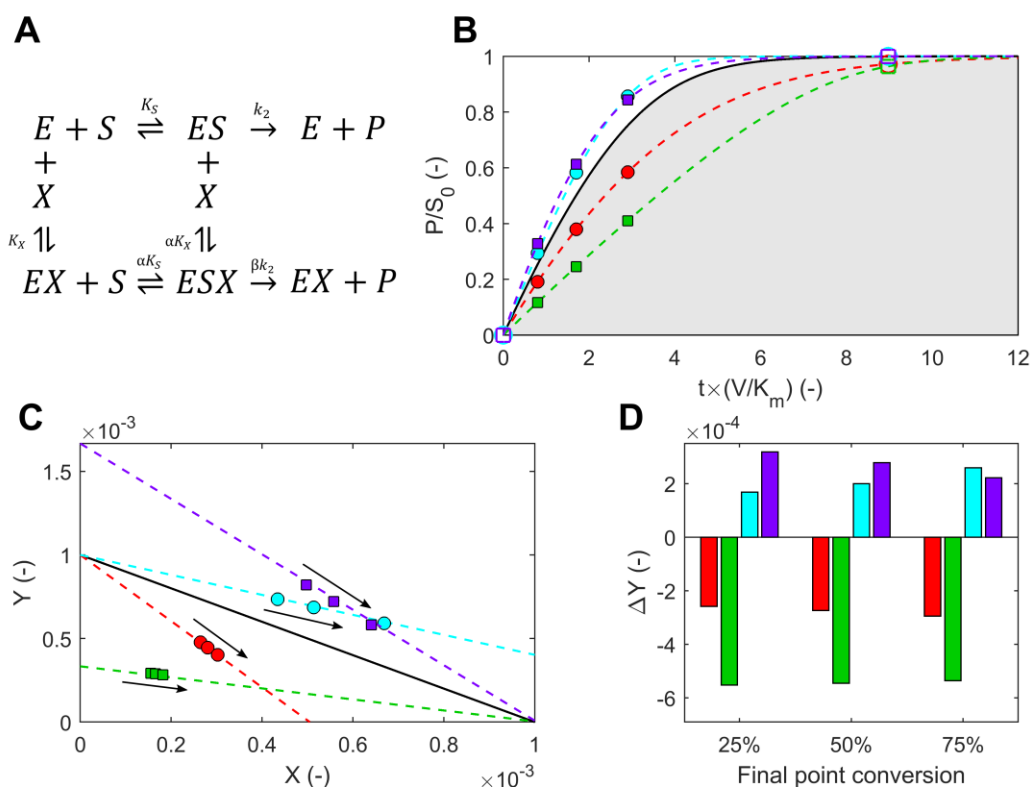 A
E + S ⇌ ES → E + P
K_S
k_2
+ +
X X
K_X ⇌ αK_X ⇌
EX + S ⇌ ESX → EX + P
αK_S
βk_2
B
1
0.8
0.6
0.4
0.2
0
P/S_0 (-)
0 2 4 6 8 10 12
t×(V/K_m) (-)
C
×10^-3
1.5
1
0.5
0
Y (-)
0 0.2 0.4 0.6 0.8 1
X (-)
×10^-3
D
×10^-4
2
0
-2
-4
-6
ΔY (-)
25% 50% 75%
Final point conversion